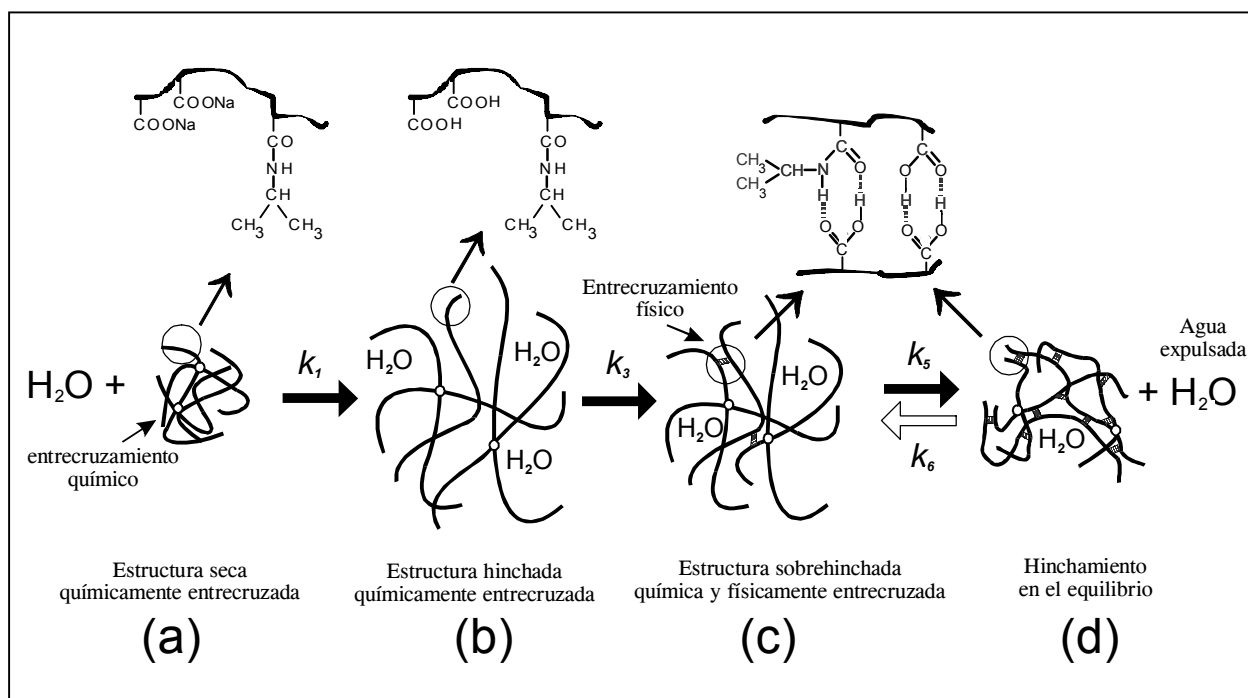 COONa
COONa
CO
NH
CH
CH₃ CH₃
COOH
COOH
CO
NH
CH
CH₃ CH₃
CH₃
CH₃
CH N
C
O
H H
O O
C
C
O O
H H
O O
C
H₂O +
entrecruzamiento
químico
k₁
H₂O
H₂O
H₂O
k₃
Entrecruzamiento
físico
H₂O
H₂O
k₅
k₆
H₂O
Agua
expulsada
+ H₂O
Estructura seca
químicamente entrecruzada
(a)
Estructura hinchada
químicamente entrecruzada
(b)
Estructura sobrehinchada
química y físicamente entrecruzada
(c)
Hinchamiento
en el equilibrio
(d)